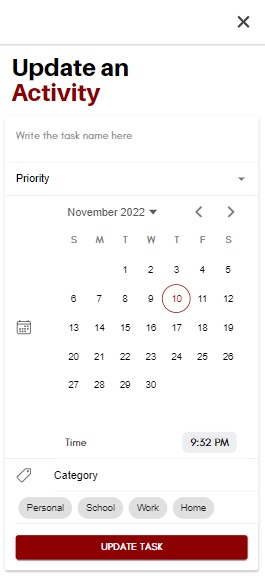 Update an
Activity
Write the task name here
Priority
November 2022
S M T W T F S
1 2 3 4 5
6 7 8 9 10 11 12
13 14 15 16 17 18 19
20 21 22 23 24 25 26
27 28 29 30
Time 9:32 PM
Category
Personal School Work Home
UPDATE TASK